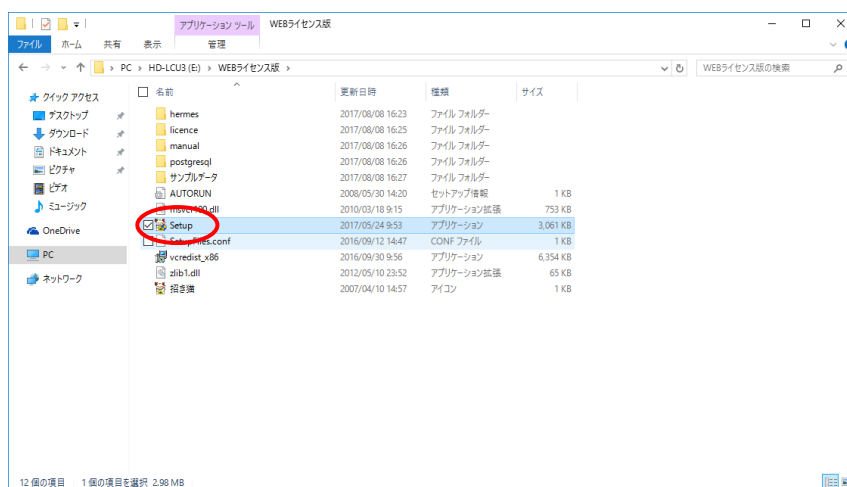 アプリケーション ツール WEBライセンス版
ファイル ホーム 共有 表示 管理
PC › HD-LCU3 (E:) › WEBライセンス版 › WEBライセンス版の検索
名前 更新日時 種類 サイズ
クイック アクセス
デスクトップ
ダウンロード
ドキュメント
ピクチャ
ビデオ
ミュージック
OneDrive
PC
ネットワーク
hermes 2017/08/08 16:23 ファイル フォルダー
licence 2017/08/08 16:25 ファイル フォルダー
manual 2017/08/08 16:26 ファイル フォルダー
postgresql 2017/08/08 16:26 ファイル フォルダー
サンプルデータ 2017/08/08 16:27 ファイル フォルダー
AUTORUN 2008/05/30 14:20 セットアップ情報 1 KB
msvcr100.dll 2010/03/18 9:15 アプリケーション拡張 753 KB
Setup 2017/05/24 9:53 アプリケーション 3,061 KB
SetupFiles.conf 2016/09/12 14:47 CONF ファイル 1 KB
vcredist_x86 2016/09/30 9:56 アプリケーション 6,354 KB
zlib1.dll 2012/05/10 23:52 アプリケーション拡張 65 KB
招き猫 2007/04/10 14:57 アイコン 1 KB
12 個の項目 1 個の項目を選択 2.98 MB